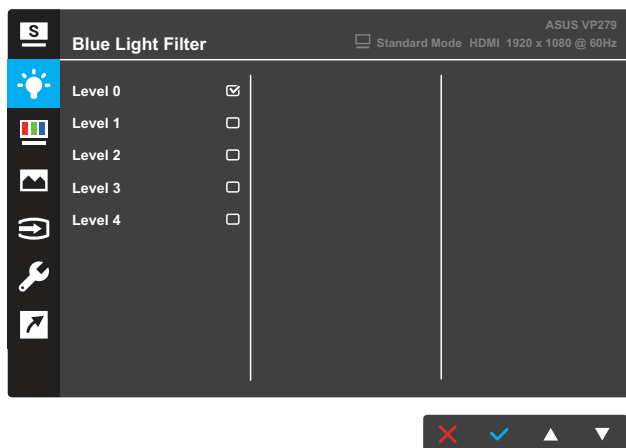 S
ASUS VP279
Blue Light Filter
Standard Mode HDMI 1920 x 1080 @ 60Hz
Level 0
Level 1
Level 2
Level 3
Level 4